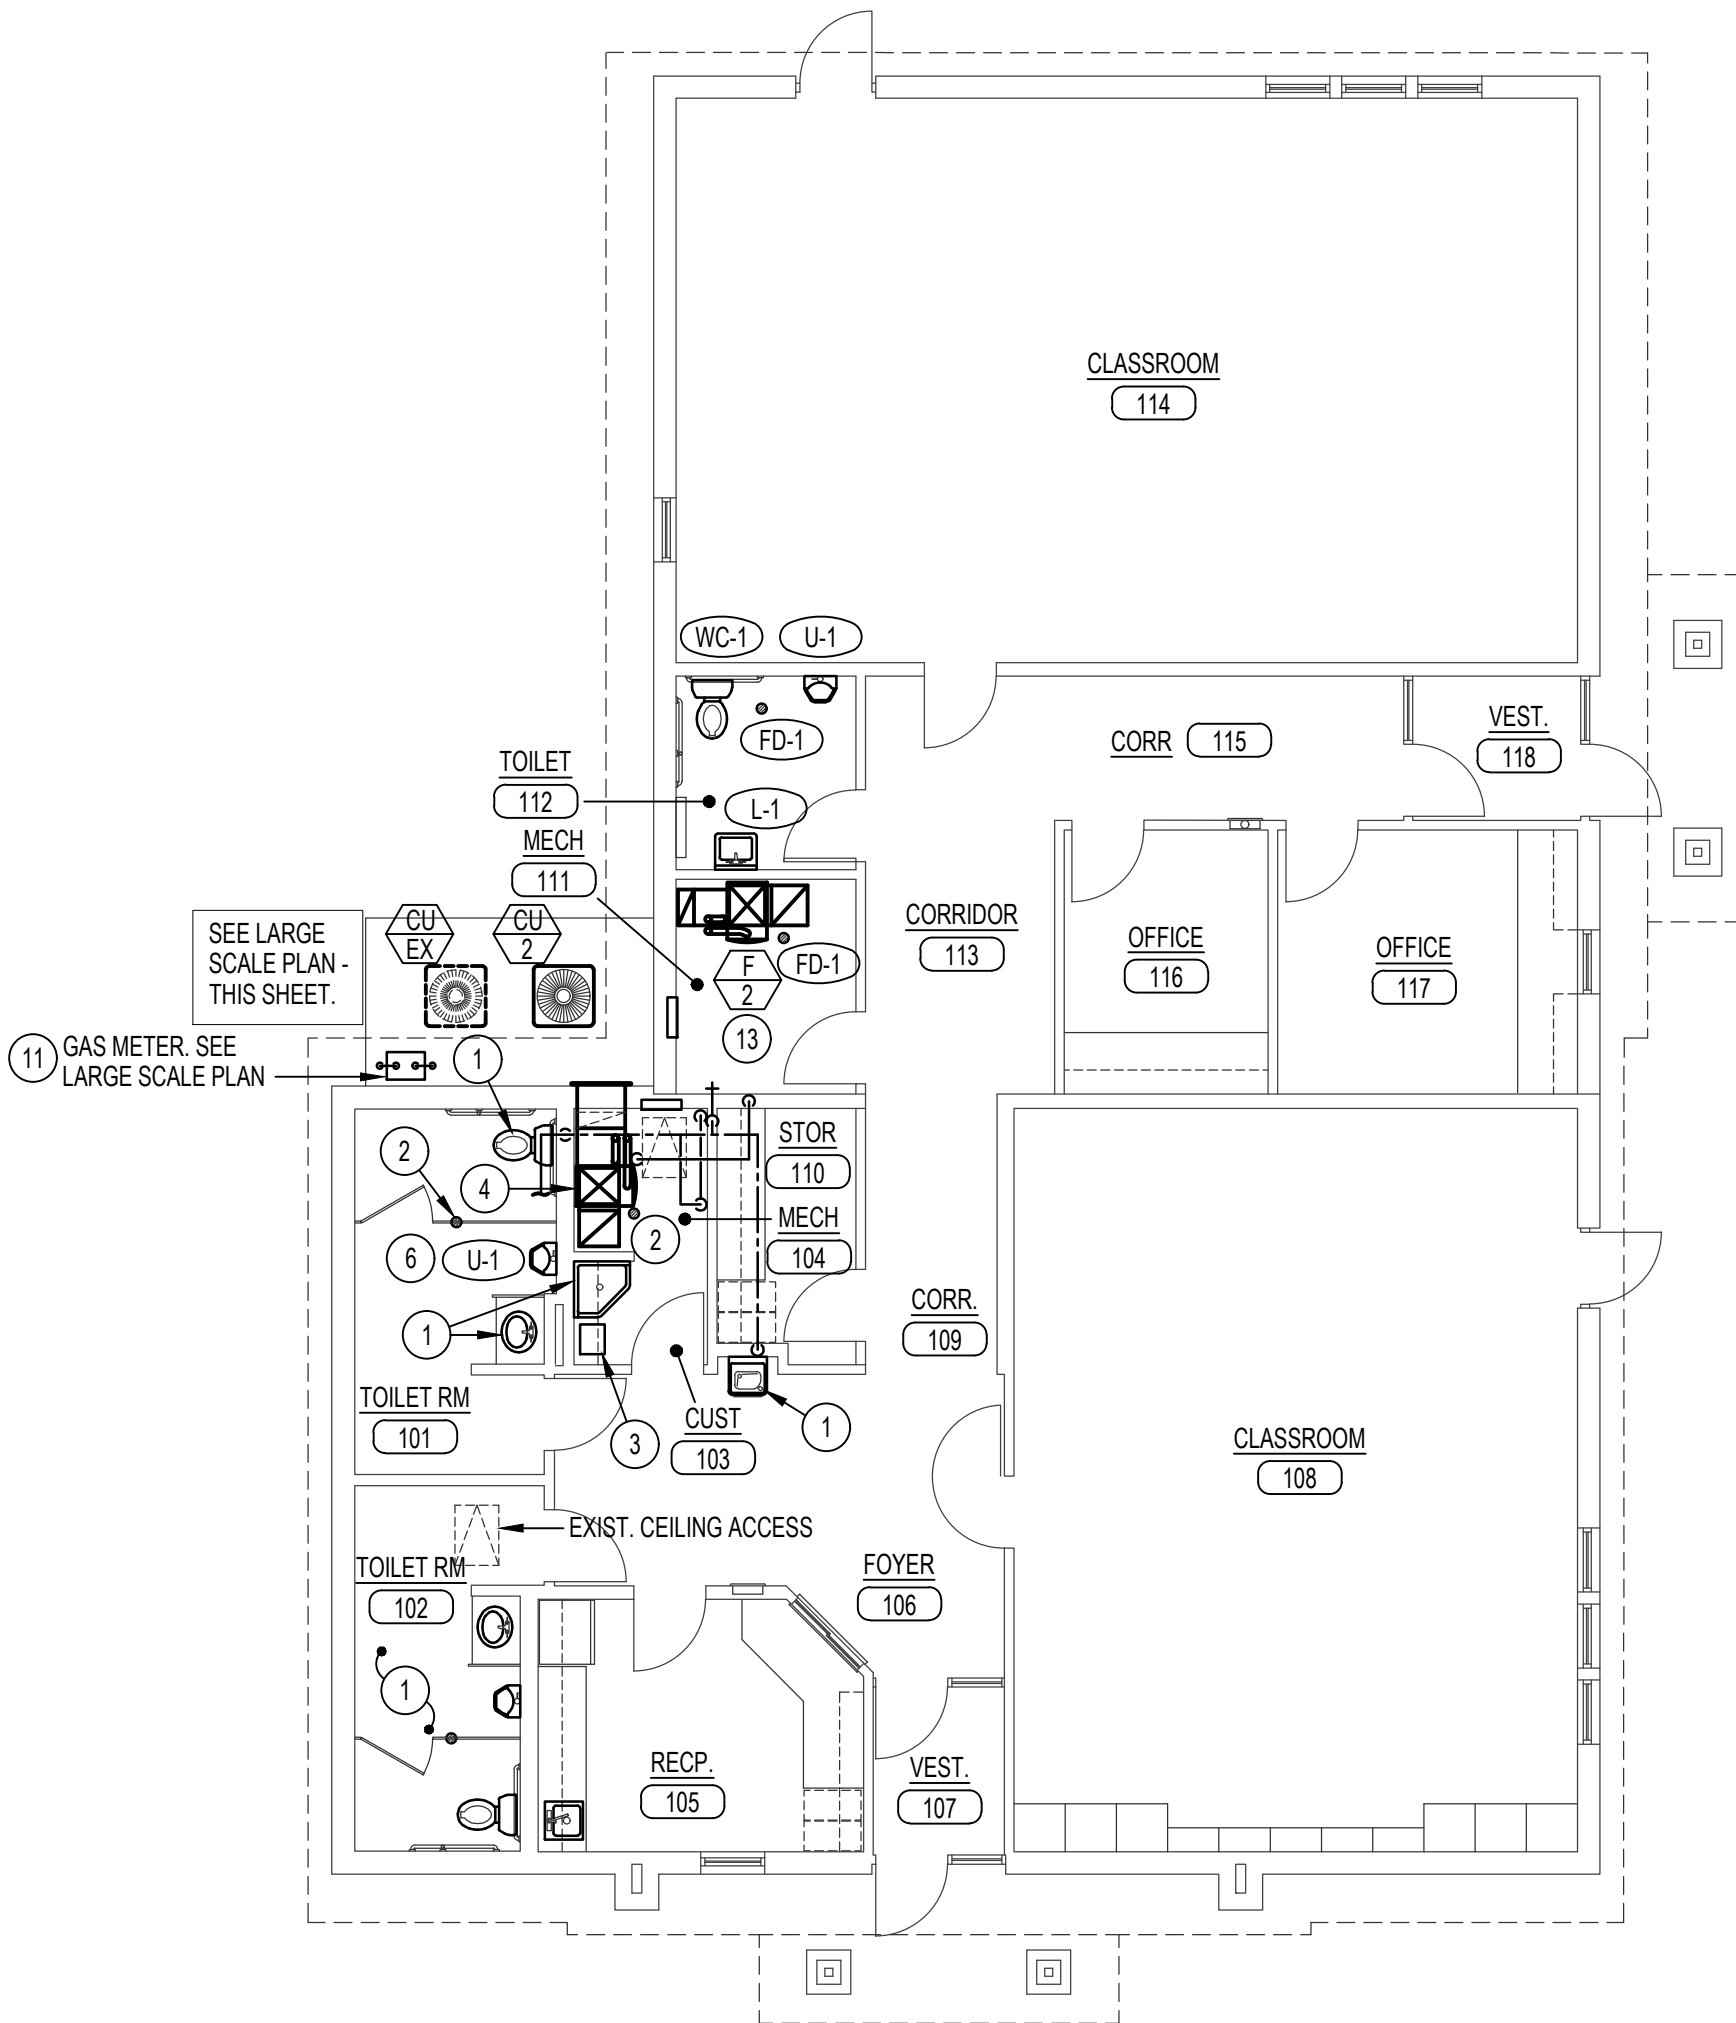 CLASSROOM
114
WC-1
U-1
FD-1
TOILET
112
L-1
CORR
115
VEST.
118
MECH
111
CU
EX
CU
2
SEE LARGE
SCALE PLAN -
THIS SHEET.
F
2
FD-1
13
CORRIDOR
113
OFFICE
116
OFFICE
117
11
GAS METER. SEE
LARGE SCALE PLAN
1
2
4
STOR
110
2
MECH
104
6
U-1
1
CORR.
109
TOILET RM
101
3
CUST
103
1
CLASSROOM
108
EXIST. CEILING ACCESS
TOILET RM
102
FOYER
106
1
RECP.
105
VEST.
107